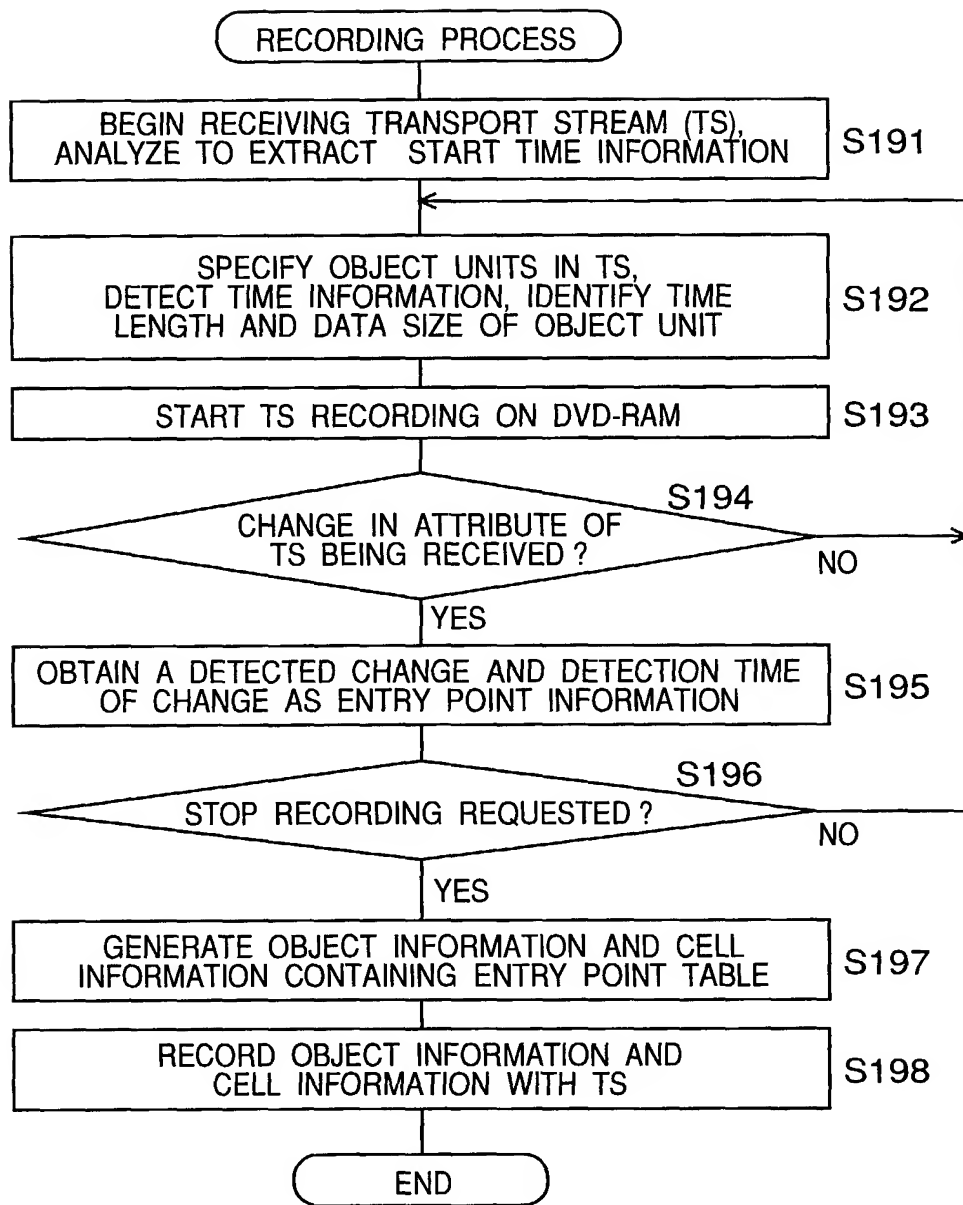 RECORDING PROCESS
BEGIN RECEIVING TRANSPORT STREAM (TS),
ANALYZE TO EXTRACT START TIME INFORMATION
S191
SPECIFY OBJECT UNITS IN TS,
DETECT TIME INFORMATION, IDENTIFY TIME
LENGTH AND DATA SIZE OF OBJECT UNIT
S192
START TS RECORDING ON DVD-RAM
S193
S194
CHANGE IN ATTRIBUTE OF
TS BEING RECEIVED ?
NO
YES
OBTAIN A DETECTED CHANGE AND DETECTION TIME
OF CHANGE AS ENTRY POINT INFORMATION
S195
S196
STOP RECORDING REQUESTED ?
NO
YES
GENERATE OBJECT INFORMATION AND CELL
INFORMATION CONTAINING ENTRY POINT TABLE
S197
RECORD OBJECT INFORMATION AND
CELL INFORMATION WITH TS
S198
END